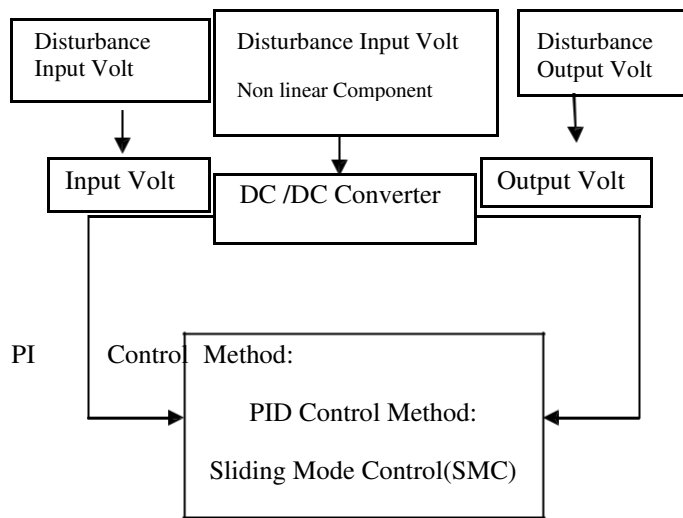 Disturbance
Input Volt
Disturbance Input Volt
Non linear Component
Disturbance
Output Volt
Input Volt
DC /DC Converter
Output Volt
PI Control Method:
PID Control Method:
Sliding Mode Control(SMC)